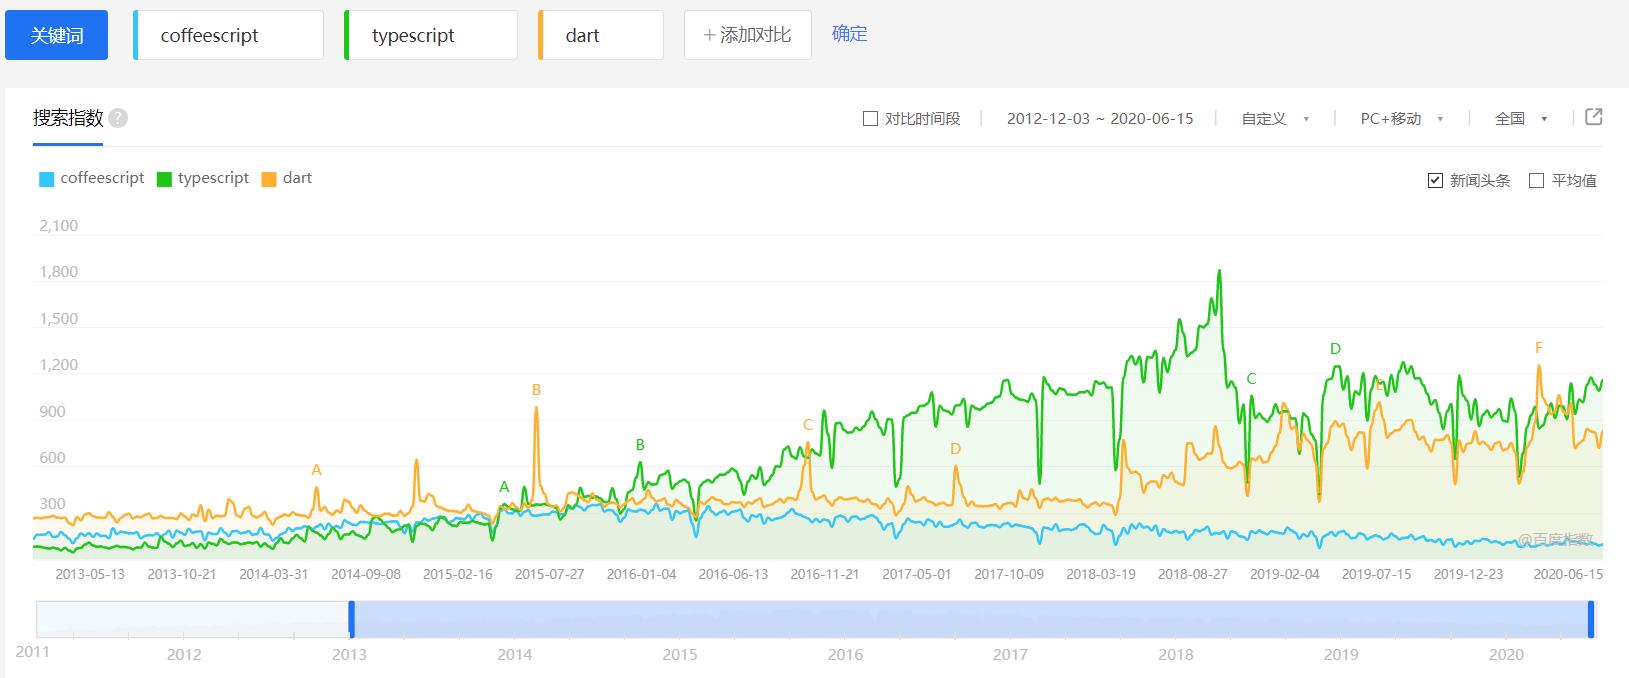 关键词 coffeescript typescript dart +添加对比 确定
搜索指数 ? 对比时间段 2012-12-03 ~ 2020-06-15 自定义 PC+移动 全国
coffeescript typescript dart 新闻头条 平均值
2,100
1,800
1,500
1,200
900
600
300
A B A B C D C D E F
@百度指数
2013-05-13 2013-10-21 2014-03-31 2014-09-08 2015-02-16 2015-07-27 2016-01-04 2016-06-13 2016-11-21 2017-05-01 2017-10-09 2018-03-19 2018-08-27 2019-02-04 2019-07-15 2019-12-23 2020-06-15
2011 2012 2013 2014 2015 2016 2017 2018 2019 2020